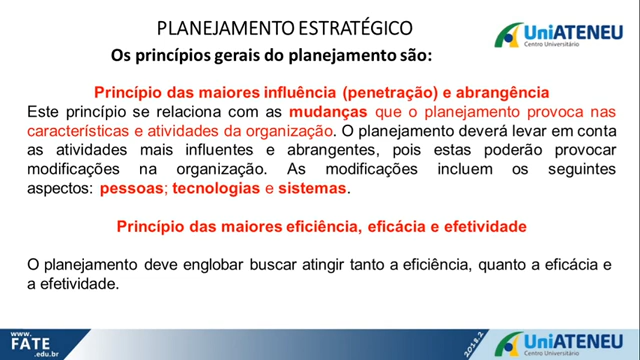 PLANEJAMENTO ESTRATÉGICO
UniATENEU
Centro Universitário
Os princípios gerais do planejamento são:
Princípio das maiores influência (penetração) e abrangência
Este princípio se relaciona com as mudanças que o planejamento provoca nas
características e atividades da organização. O planejamento deverá levar em conta
as atividades mais influentes e abrangentes, pois estas poderão provocar
modificações na organização. As modificações incluem os seguintes
aspectos: pessoas; tecnologias e sistemas.
Princípio das maiores eficiência, eficácia e efetividade
O planejamento deve englobar buscar atingir tanto a eficiência, quanto a eficácia e
a efetividade.
www.
FATE
.edu.br
2018.2
UniATENEU
Centro Universitário